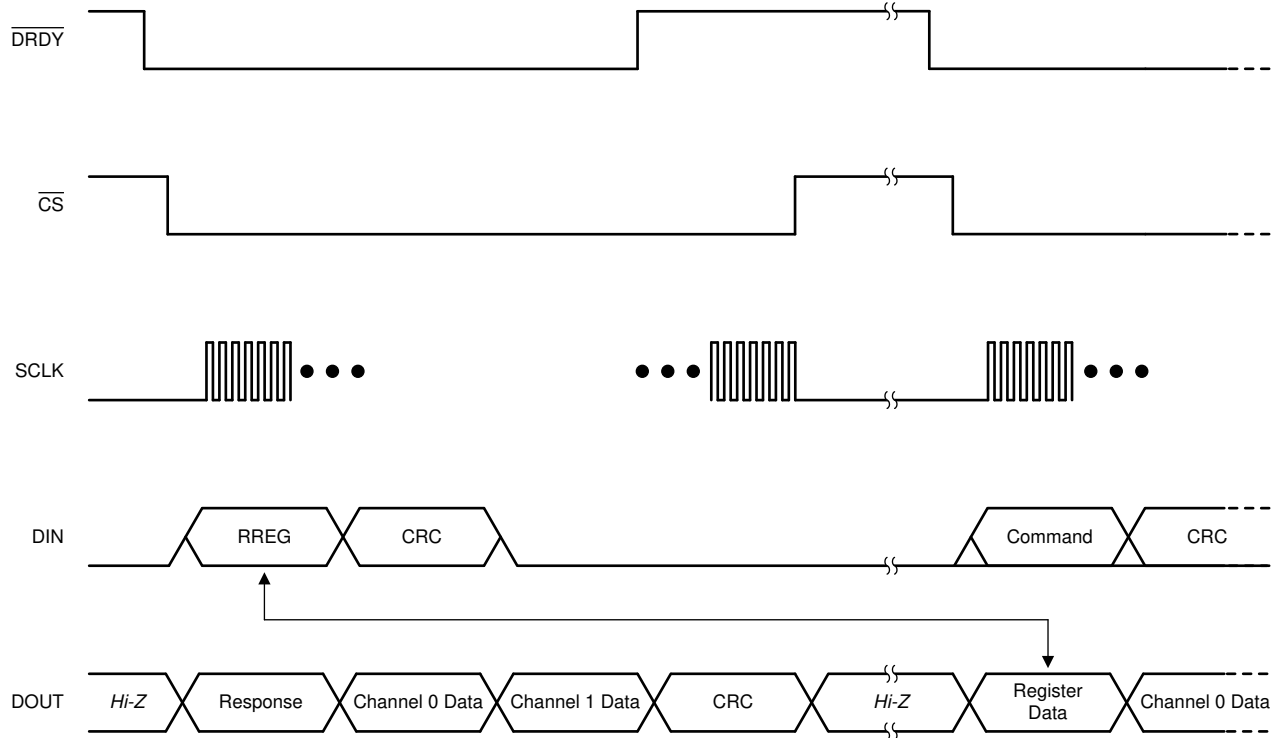 DRDY
CS
SCLK
DIN
RREG
CRC
Command
CRC
DOUT
Hi-Z
Response
Channel 0 Data
Channel 1 Data
CRC
Hi-Z
Register
Data
Channel 0 Data